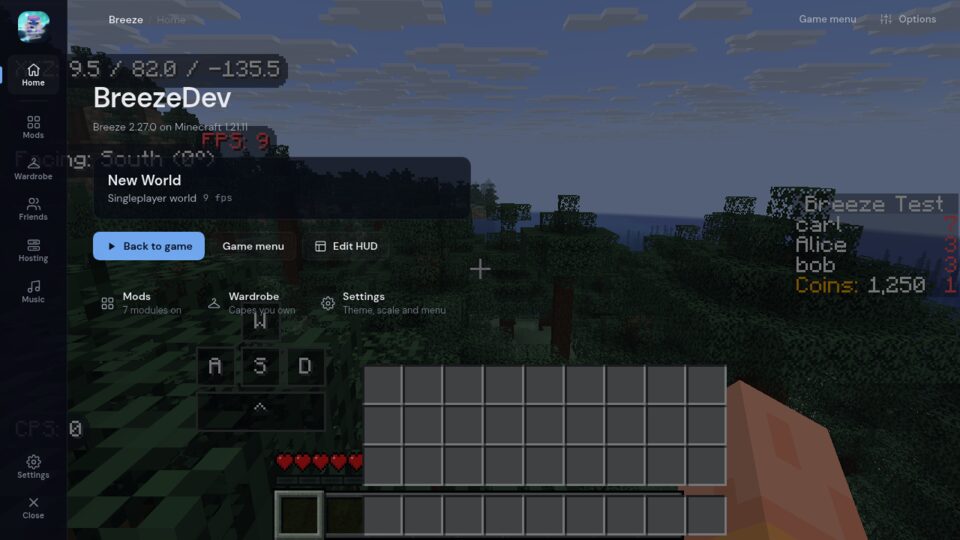 Breeze / Home
Game menu
Options
XYZ: 9.5 / 82.0 / -135.5
Home
BreezeDev
Breeze 2.27.0 on Minecraft 1.21.11
Mods
FPS: 9
Facing: South (0°)
Wardrobe
New World
Singleplayer world 9 fps
Friends
Breeze Test
carl 7
Alice 3
bob 3
Coins: 1,250 1
Hosting
Back to game
Game menu
Edit HUD
Music
Mods
7 modules on
Wardrobe
Capes you own
Settings
Theme, scale and menu
W
A S D
CPS: 0
Settings
Close